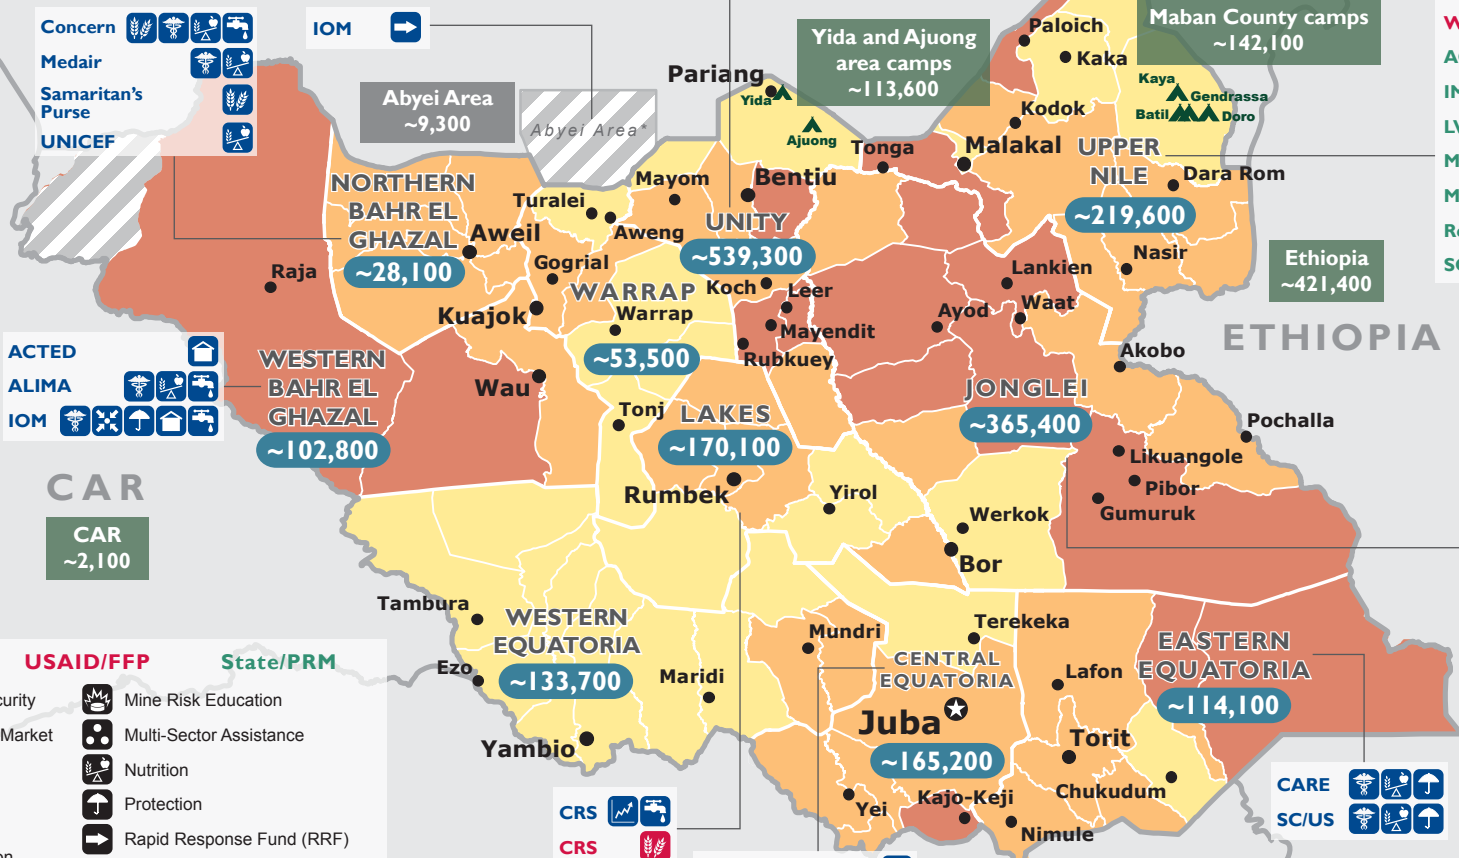 Concern
Medair
Samaritan's
Purse
UNICEF
IOM
Abyei Area
~9,300
Abyei Area*
Yida and Ajuong
area camps
~113,600
Maban County camps
~142,100
Paloich
Kaka
Kaya
Gendrassa
Batil
Doro
Pariang
Yida
Ajuong
Kodok
Tonga
Malakal
UPPER
NILE
Dara Rom
~219,600
Nasir
Ethiopia
~421,400
ETHIOPIA
NORTHERN
BAHR EL
GHAZAL
~28,100
Aweil
Turalei
Aweng
Mayom
Bentiu
UNITY
~539,300
Raja
Gogrial
Kuajok
WARRAP
Warrap
~53,500
Koch
Leer
Mayendit
Rubkuey
Lankien
Waat
Ayod
Akobo
ACTED
ALIMA
IOM
WESTERN
BAHR EL
GHAZAL
~102,800
Wau
Tonj
LAKES
~170,100
Rumbek
Yirol
JONGLEI
~365,400
Pochalla
Likuangole
Pibor
Gumuruk
Werkok
Bor
CAR
CAR
~2,100
Tambura
WESTERN
EQUATORIA
~133,700
Ezo
Maridi
Yambio
Mundri
Terekeka
CENTRAL
EQUATORIA
Juba
~165,200
Yei
Kajo-Keji
Nimule
Lafon
EASTERN
EQUATORIA
~114,100
Torit
Chukudum
USAID/FFP
State/PRM
Mine Risk Education
Market
Multi-Sector Assistance
Nutrition
Protection
Rapid Response Fund (RRF)
CRS
CRS
CARE
SC/US